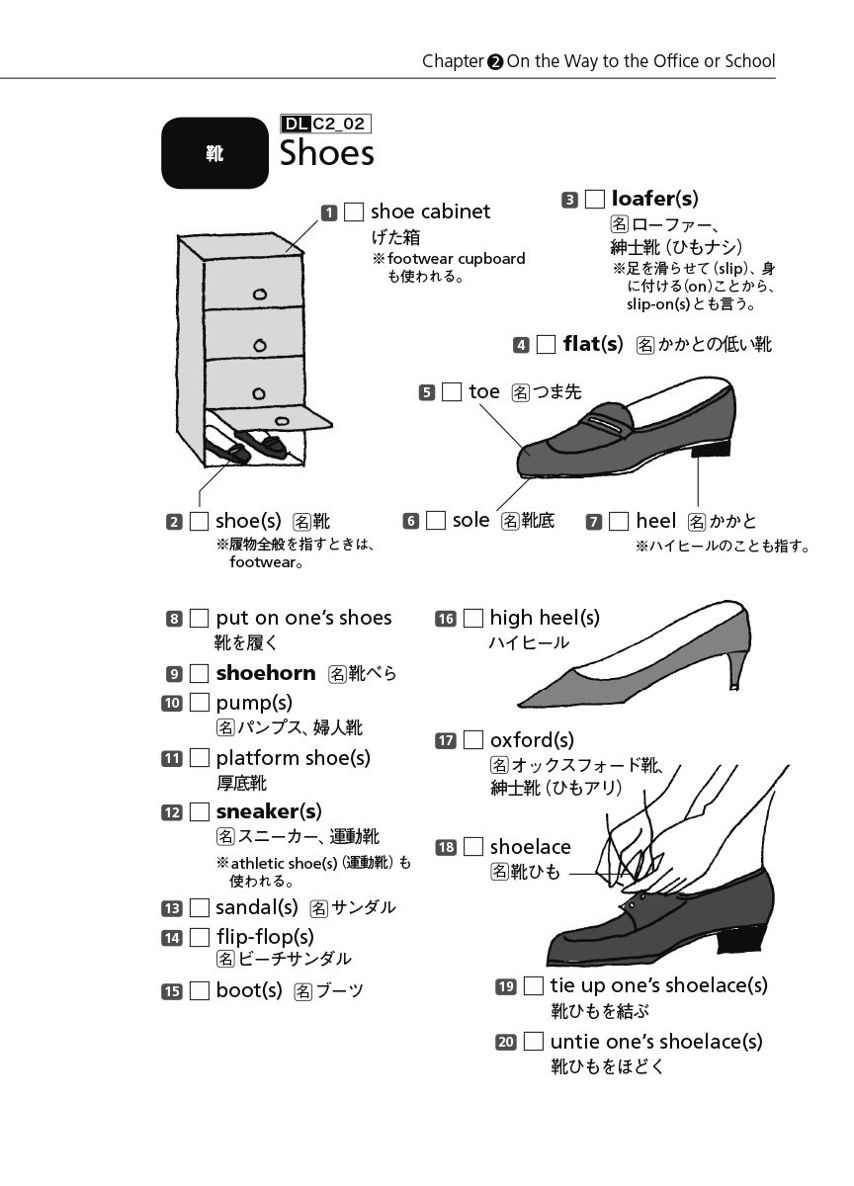 Chapter❷On the Way to the Office or School
靴
DL C2_02
Shoes
1 □ shoe cabinet
げた箱
※footwear cupboard
も使われる。
2 □ shoe(s) 名靴
※履物全般を指すときは、
footwear。
3 □ loafer(s)
名ローファー、
紳士靴（ひもナシ）
※足を滑らせて（slip）、身
に付ける（on）ことから、
slip-on(s)とも言う。
4 □ flat(s) 名かかとの低い靴
5 □ toe 名つま先
6 □ sole 名靴底
7 □ heel 名かかと
※ハイヒールのことも指す。
8 □ put on one's shoes
靴を履く
9 □ shoehorn 名靴べら
10 □ pump(s)
名パンプス、婦人靴
11 □ platform shoe(s)
厚底靴
12 □ sneaker(s)
名スニーカー、運動靴
※athletic shoe(s)（運動靴）も
使われる。
13 □ sandal(s) 名サンダル
14 □ flip-flop(s)
名ビーチサンダル
15 □ boot(s) 名ブーツ
16 □ high heel(s)
ハイヒール
17 □ oxford(s)
名オックスフォード靴、
紳士靴（ひもアリ）
18 □ shoelace
名靴ひも
19 □ tie up one's shoelace(s)
靴ひもを結ぶ
20 □ untie one's shoelace(s)
靴ひもをほどく